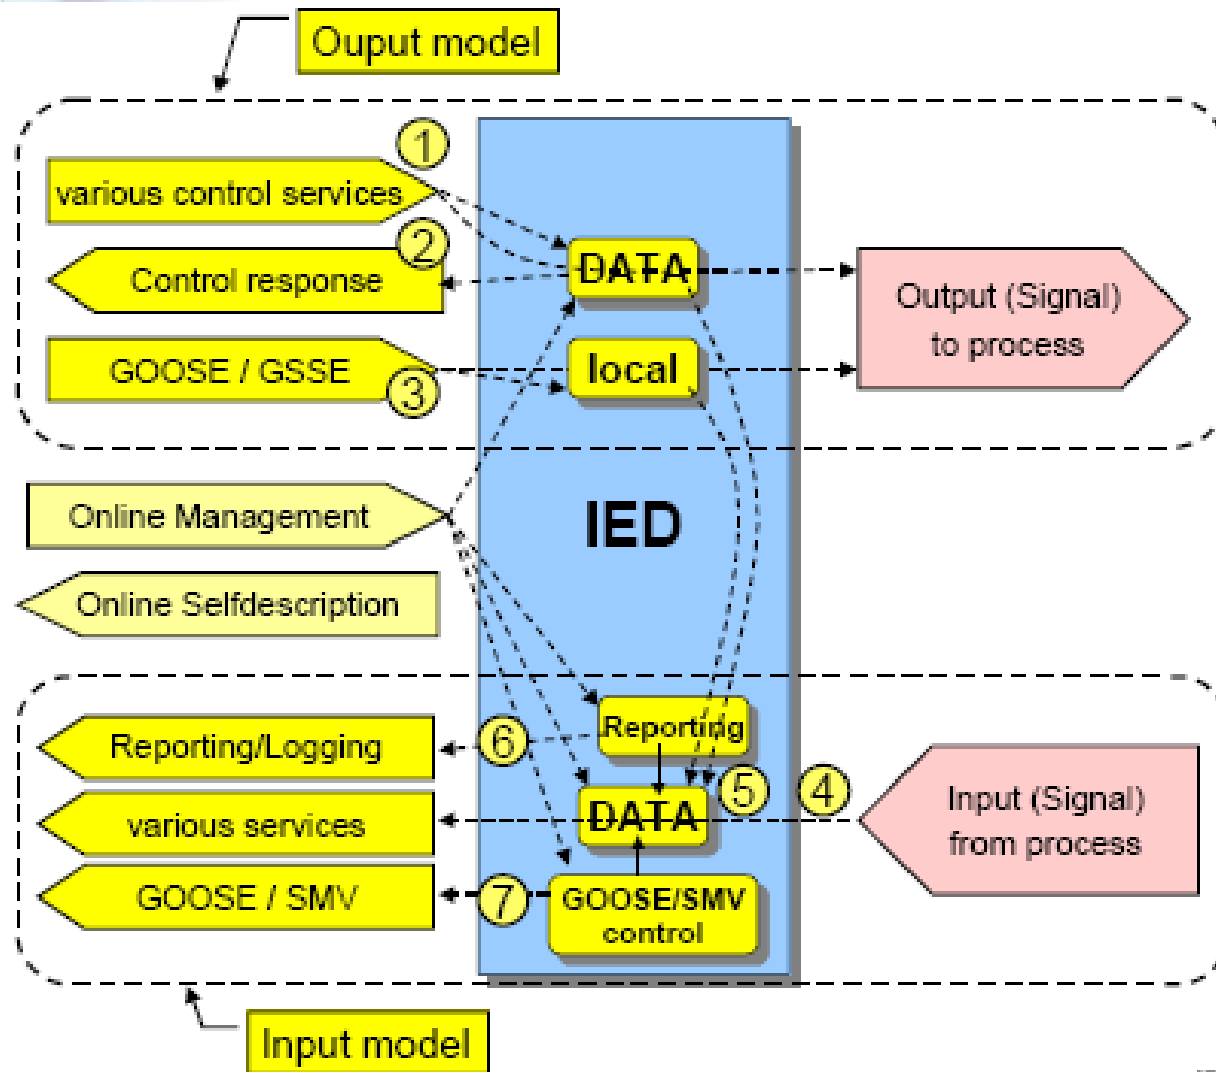 Ouput model
1
various control services
2
DATA
Control response
Output (Signal)
to process
GOOSE / GSSE
3
local
Online Management
IED
Online Selfdescription
Reporting/Logging
6
Reporting
various services
DATA
5
4
Input (Signal)
from process
GOOSE / SMV
7
GOOSE/SMV
control
Input model